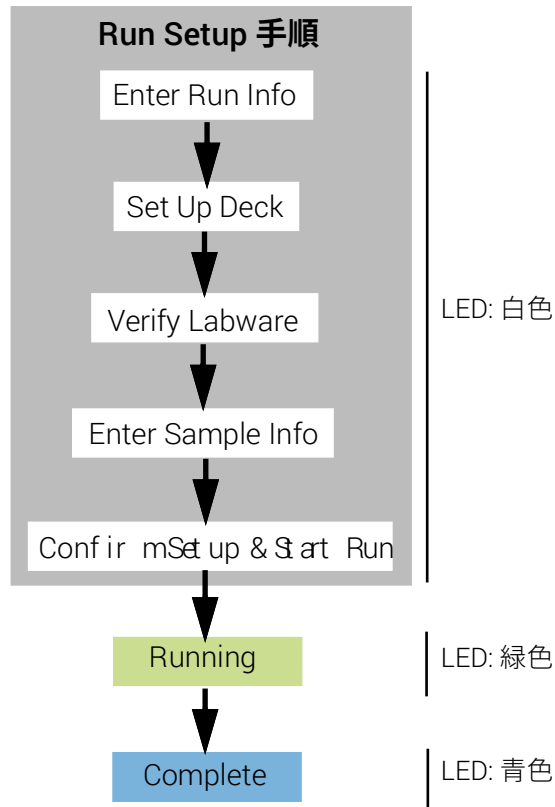 Run Setup 手順
Enter Run Info
Set Up Deck
Verify Labware
LED: 白色
Enter Sample Info
Confirm Setup & Start Run
Running
LED: 緑色
Complete
LED: 青色